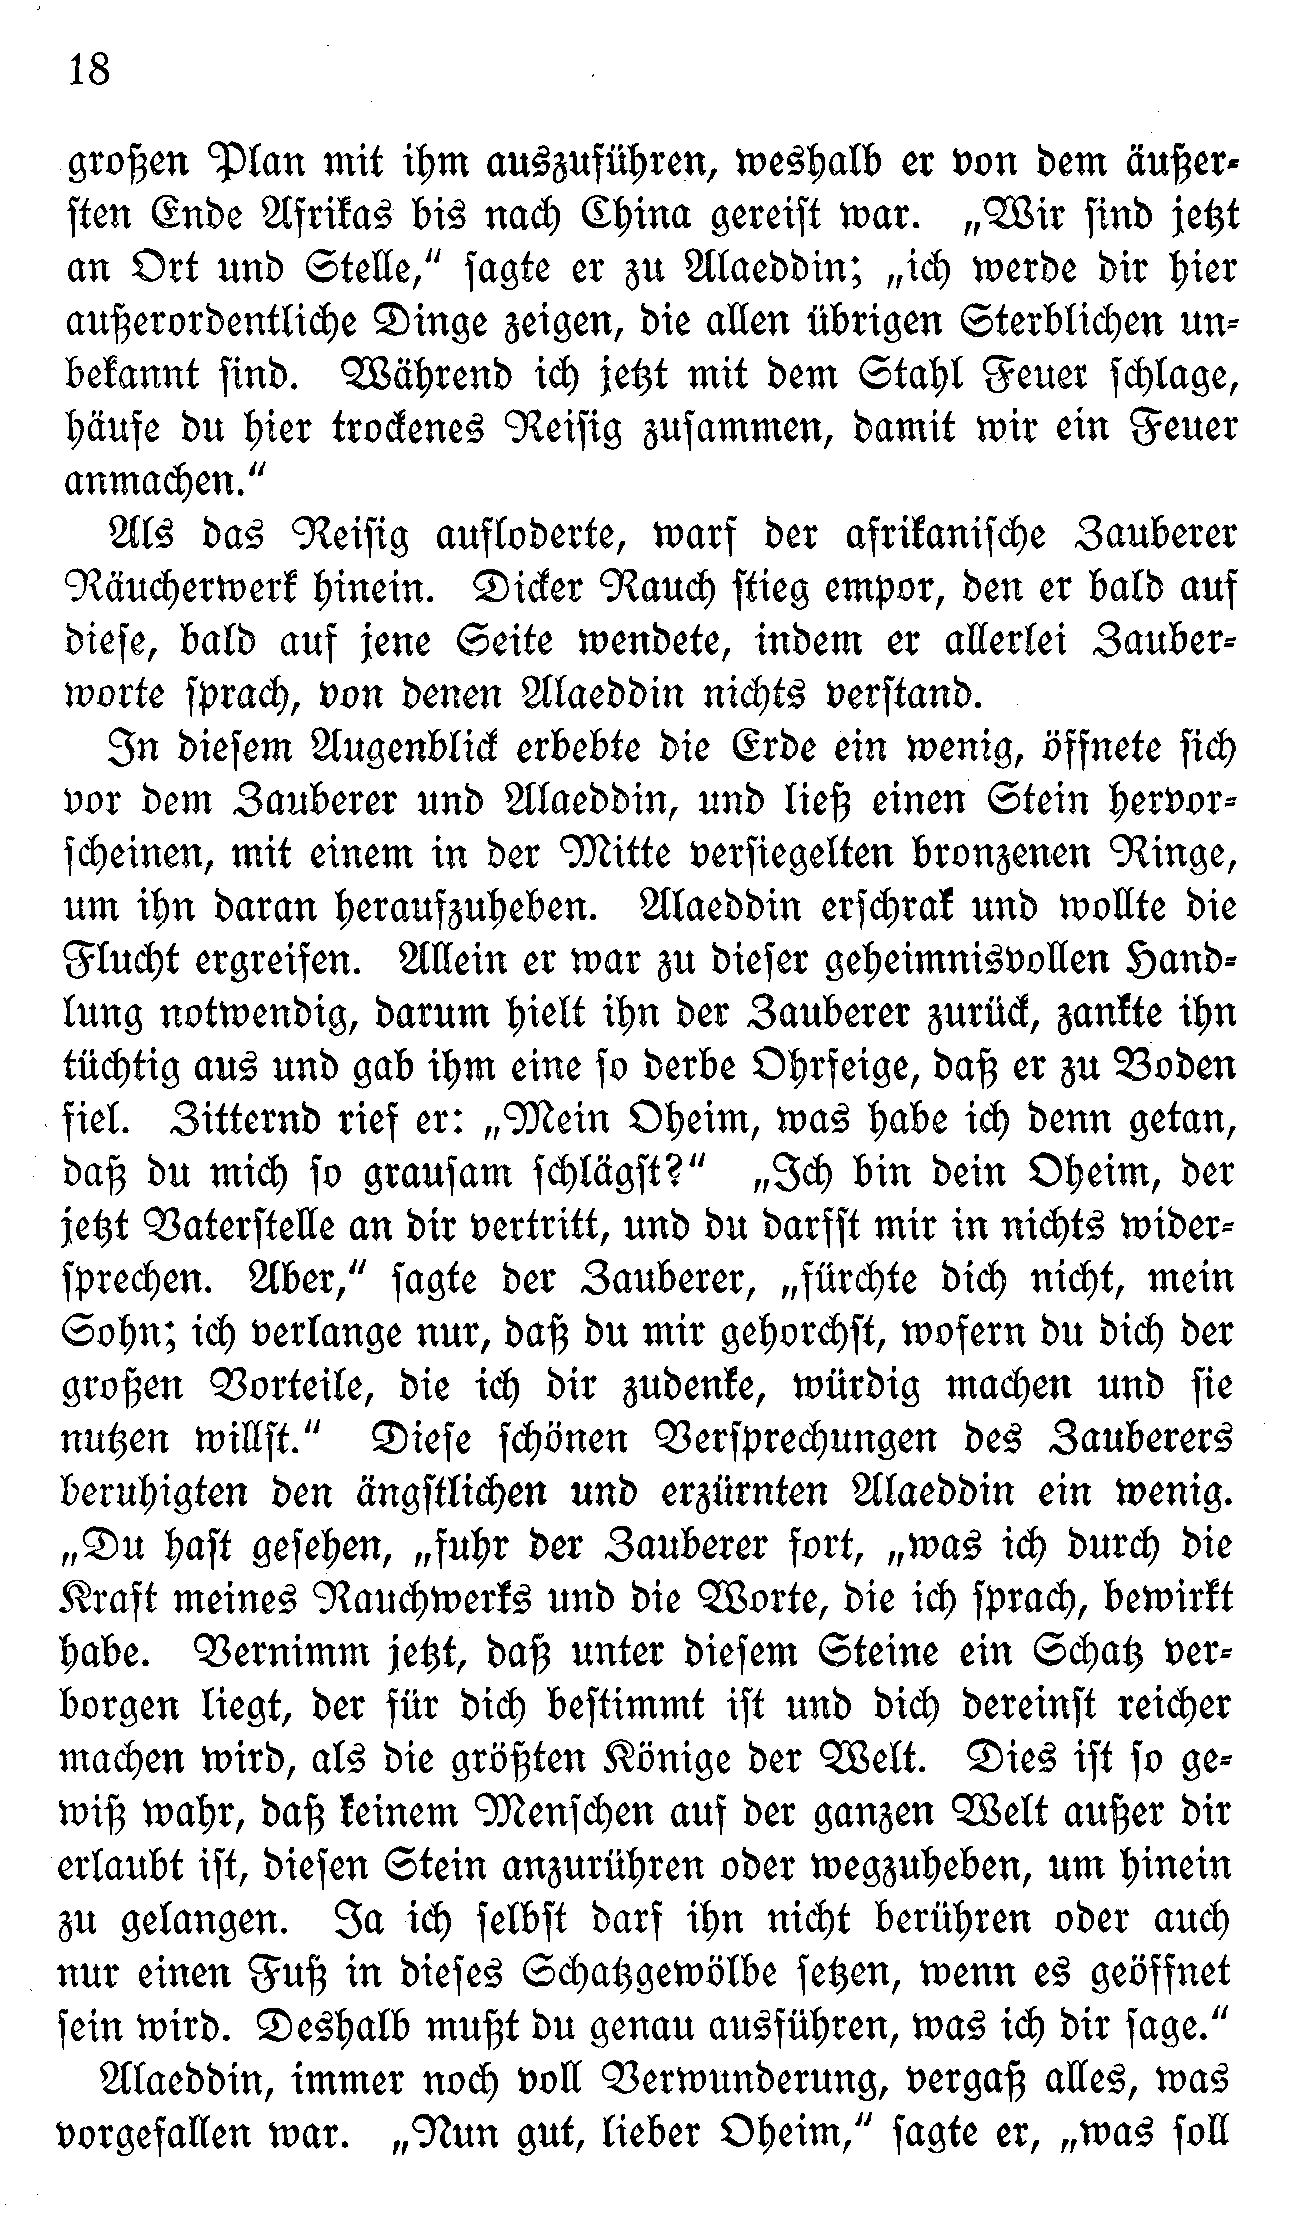 18
großen Plan mit ihm auszuführen, weshalb er von dem äußer-
sten Ende Afrikas bis nach China gereist war. „Wir sind jetzt
an Ort und Stelle,“ sagte er zu Alaeddin; „ich werde dir hier
außerordentliche Dinge zeigen, die allen übrigen Sterblichen un-
bekannt sind. Während ich jetzt mit dem Stahl Feuer schlage,
häufe du hier trockenes Reisig zusammen, damit wir ein Feuer
anmachen.“
Als das Reisig aufloderte, warf der afrikanische Zauberer
Räucherwerk hinein. Dicker Rauch stieg empor, den er bald auf
diese, bald auf jene Seite wendete, indem er allerlei Zauber-
worte sprach, von denen Alaeddin nichts verstand.
In diesem Augenblick erbebte die Erde ein wenig, öffnete sich
vor dem Zauberer und Alaeddin, und ließ einen Stein hervor-
scheinen, mit einem in der Mitte versiegelten bronzenen Ringe,
um ihn daran heraufzuheben. Alaeddin erschrak und wollte die
Flucht ergreifen. Allein er war zu dieser geheimnisvollen Hand-
lung notwendig, darum hielt ihn der Zauberer zurück, zankte ihn
tüchtig aus und gab ihm eine so derbe Ohrfeige, daß er zu Boden
fiel. Zitternd rief er: „Mein Oheim, was habe ich denn getan,
daß du mich so grausam schlägst?“ „Ich bin dein Oheim, der
jetzt Vaterstelle an dir vertritt, und du darfst mir in nichts wider-
sprechen. Aber,“ sagte der Zauberer, „fürchte dich nicht, mein
Sohn; ich verlange nur, daß du mir gehorchst, wofern du dich der
großen Vorteile, die ich dir zudenke, würdig machen und sie
nutzen willst.“ Diese schönen Versprechungen des Zauberers
beruhigten den ängstlichen und erzürnten Alaeddin ein wenig.
„Du hast gesehen, „fuhr der Zauberer fort, „was ich durch die
Kraft meines Rauchwerks und die Worte, die ich sprach, bewirkt
habe. Vernimm jetzt, daß unter diesem Steine ein Schatz ver-
borgen liegt, der für dich bestimmt ist und dich dereinst reicher
machen wird, als die größten Könige der Welt. Dies ist so ge-
wiß wahr, daß keinem Menschen auf der ganzen Welt außer dir
erlaubt ist, diesen Stein anzurühren oder wegzuheben, um hinein
zu gelangen. Ja ich selbst darf ihn nicht berühren oder auch
nur einen Fuß in dieses Schatzgewölbe setzen, wenn es geöffnet
sein wird. Deshalb mußt du genau ausführen, was ich dir sage.“
Alaeddin, immer noch voll Verwunderung, vergaß alles, was
vorgefallen war. „Nun gut, lieber Oheim,“ sagte er, „was soll